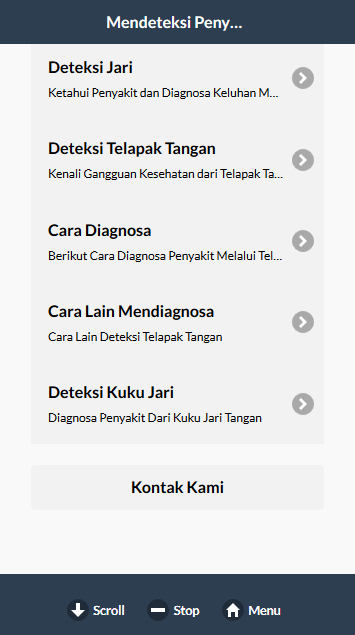 Mendeteksi Peny...
Deteksi Jari
Ketahui Penyakit dan Diagnosa Keluhan M...
Deteksi Telapak Tangan
Kenali Gangguan Kesehatan dari Telapak Ta...
Cara Diagnosa
Berikut Cara Diagnosa Penyakit Melalui Tel...
Cara Lain Mendiagnosa
Cara Lain Deteksi Telapak Tangan
Deteksi Kuku Jari
Diagnosa Penyakit Dari Kuku Jari Tangan
Kontak Kami
Scroll Stop Menu